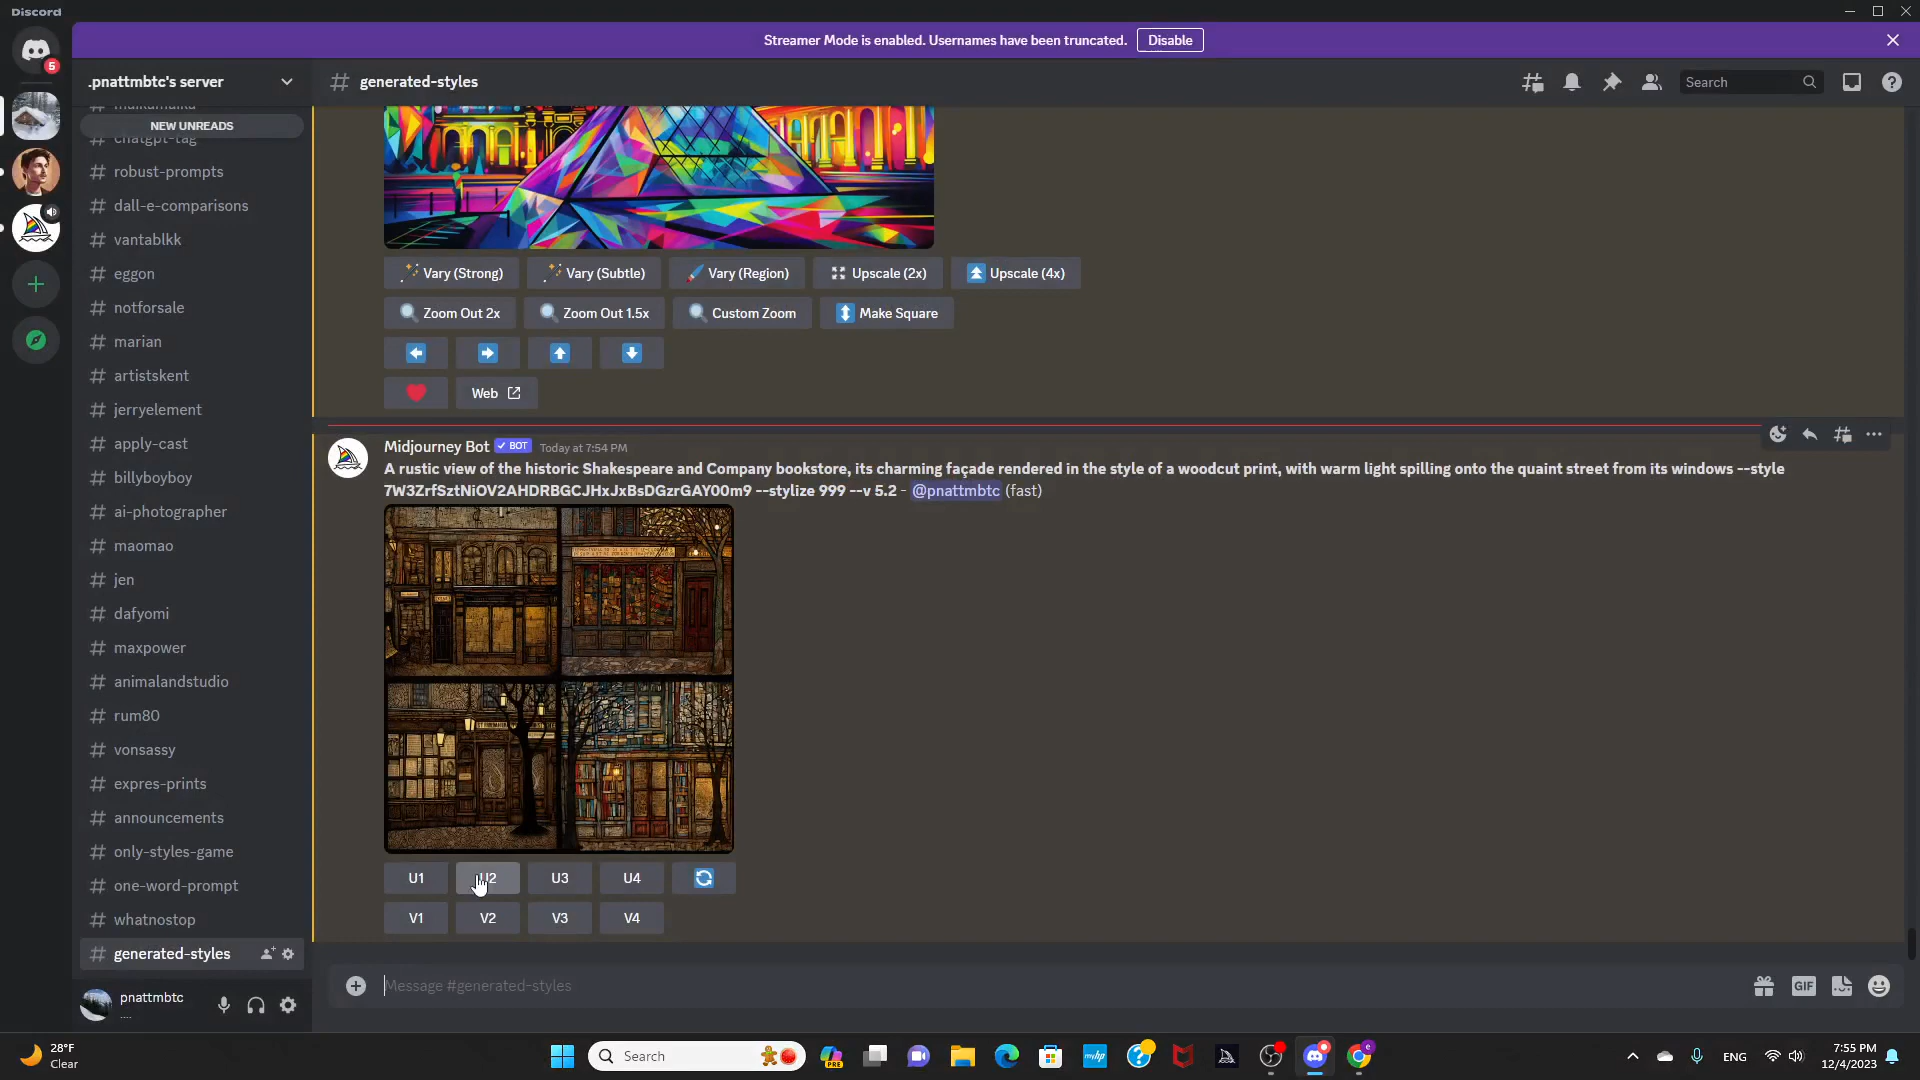 Discord
Streamer Mode is enabled. Usernames have been truncated.
Disable
5
.pnattmbtc's server
generated-styles
Search
NEW UNREADS
chatgpt-tag
robust-prompts
dall-e-comparisons
vantablkk
eggon
notforsale
marian
artistskent
jerryelement
apply-cast
billyboyboy
ai-photographer
maomao
jen
dafyomi
maxpower
animalandstudio
rum80
vonsassy
expres-prints
announcements
only-styles-game
one-word-prompt
whatnostop
generated-styles
pnattmbtc
Vary (Strong)
Vary (Subtle)
Vary (Region)
Upscale (2x)
Upscale (4x)
Zoom Out 2x
Zoom Out 1.5x
Custom Zoom
Make Square
Web
Midjourney Bot ✓ BOT Today at 7:54 PM
A rustic view of the historic Shakespeare and Company bookstore, its charming façade rendered in the style of a woodcut print, with warm light spilling onto the quaint street from its windows --style
7W3ZrfSztNiOV2AHDRBGCJHxJxBsDGzrGAY00m9 --stylize 999 --v 5.2 - @pnattmbtc (fast)
U1
U2
U3
U4
V1
V2
V3
V4
Message #generated-styles
GIF
28°F
Clear
Search
PRE
myhp
ENG
7:55 PM
12/4/2023